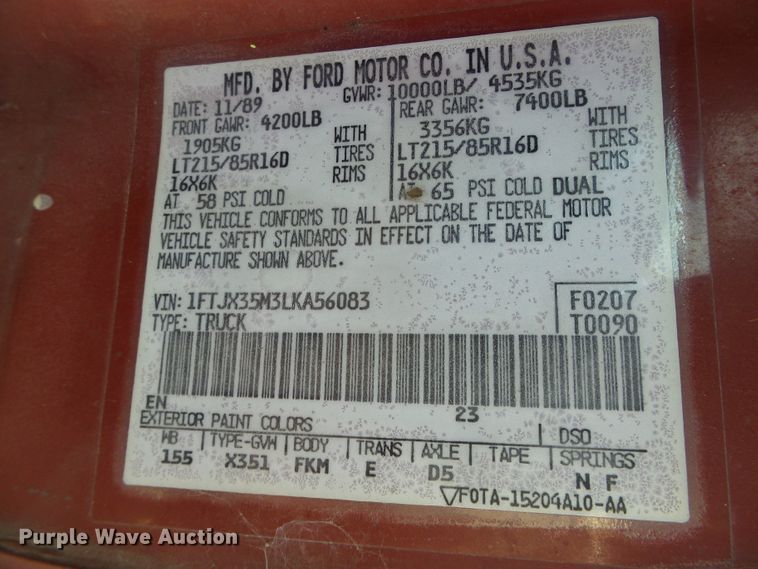 MFD. BY FORD MOTOR CO. IN U.S.A.
DATE: 11/89 GVWR: 10000LB/ 4535KG
FRONT GAWR: 4200LB REAR GAWR: 7400LB
1905KG WITH 3356KG WITH
LT215/85R16D TIRES LT215/85R16D TIRES
16X6K RIMS 16X6K RIMS
AT 58 PSI COLD AT 65 PSI COLD DUAL
THIS VEHICLE CONFORMS TO ALL APPLICABLE FEDERAL MOTOR
VEHICLE SAFETY STANDARDS IN EFFECT ON THE DATE OF
MANUFACTURE SHOWN ABOVE.
VIN: 1FTJX35M3LKA56083 F0207
TYPE: TRUCK T0090
EN 23
EXTERIOR PAINT COLORS DSO
WB TYPE-GVW BODY TRANS AXLE TAPE SPRINGS
155 X351 FKM E D5 N F
F0TA-15204A10-AA
Purple Wave Auction